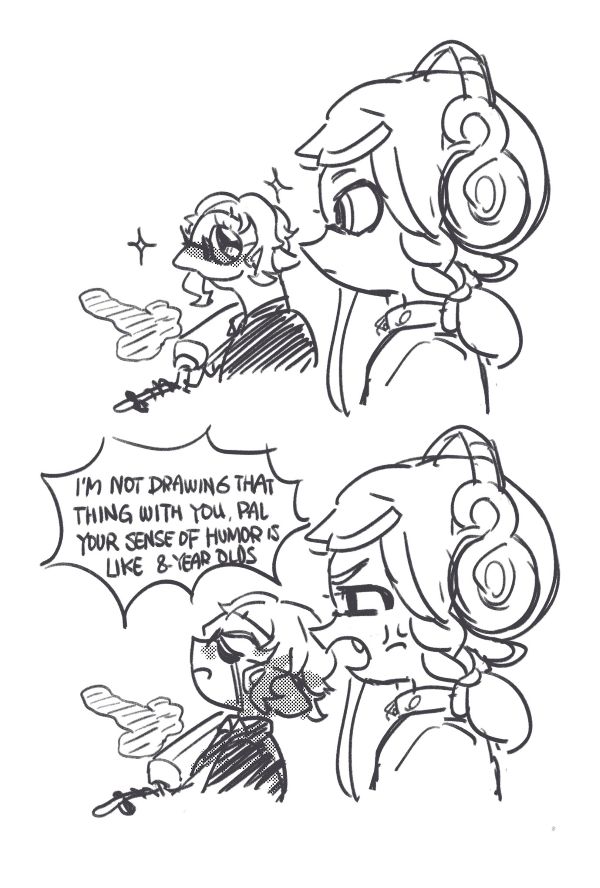 I'M NOT DRAWING THAT
THING WITH YOU, PAL
YOUR SENSE OF HUMOR IS
LIKE 8-YEAR OLDS